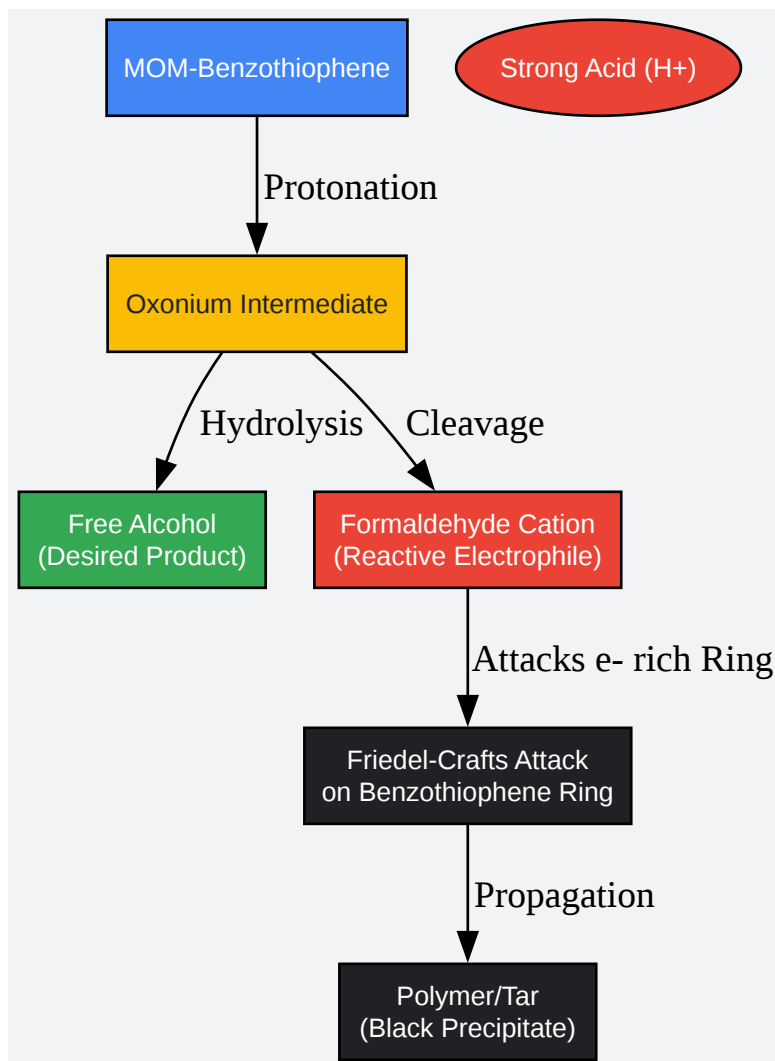 MOM-Benzothiophene
Strong Acid (H+)
Protonation
Oxonium Intermediate
Hydrolysis
Cleavage
Free Alcohol
(Desired Product)
Formaldehyde Cation
(Reactive Electrophile)
Attacks e- rich Ring
Friedel-Crafts Attack
on Benzothiophene Ring
Propagation
Polymer/Tar
(Black Precipitate)